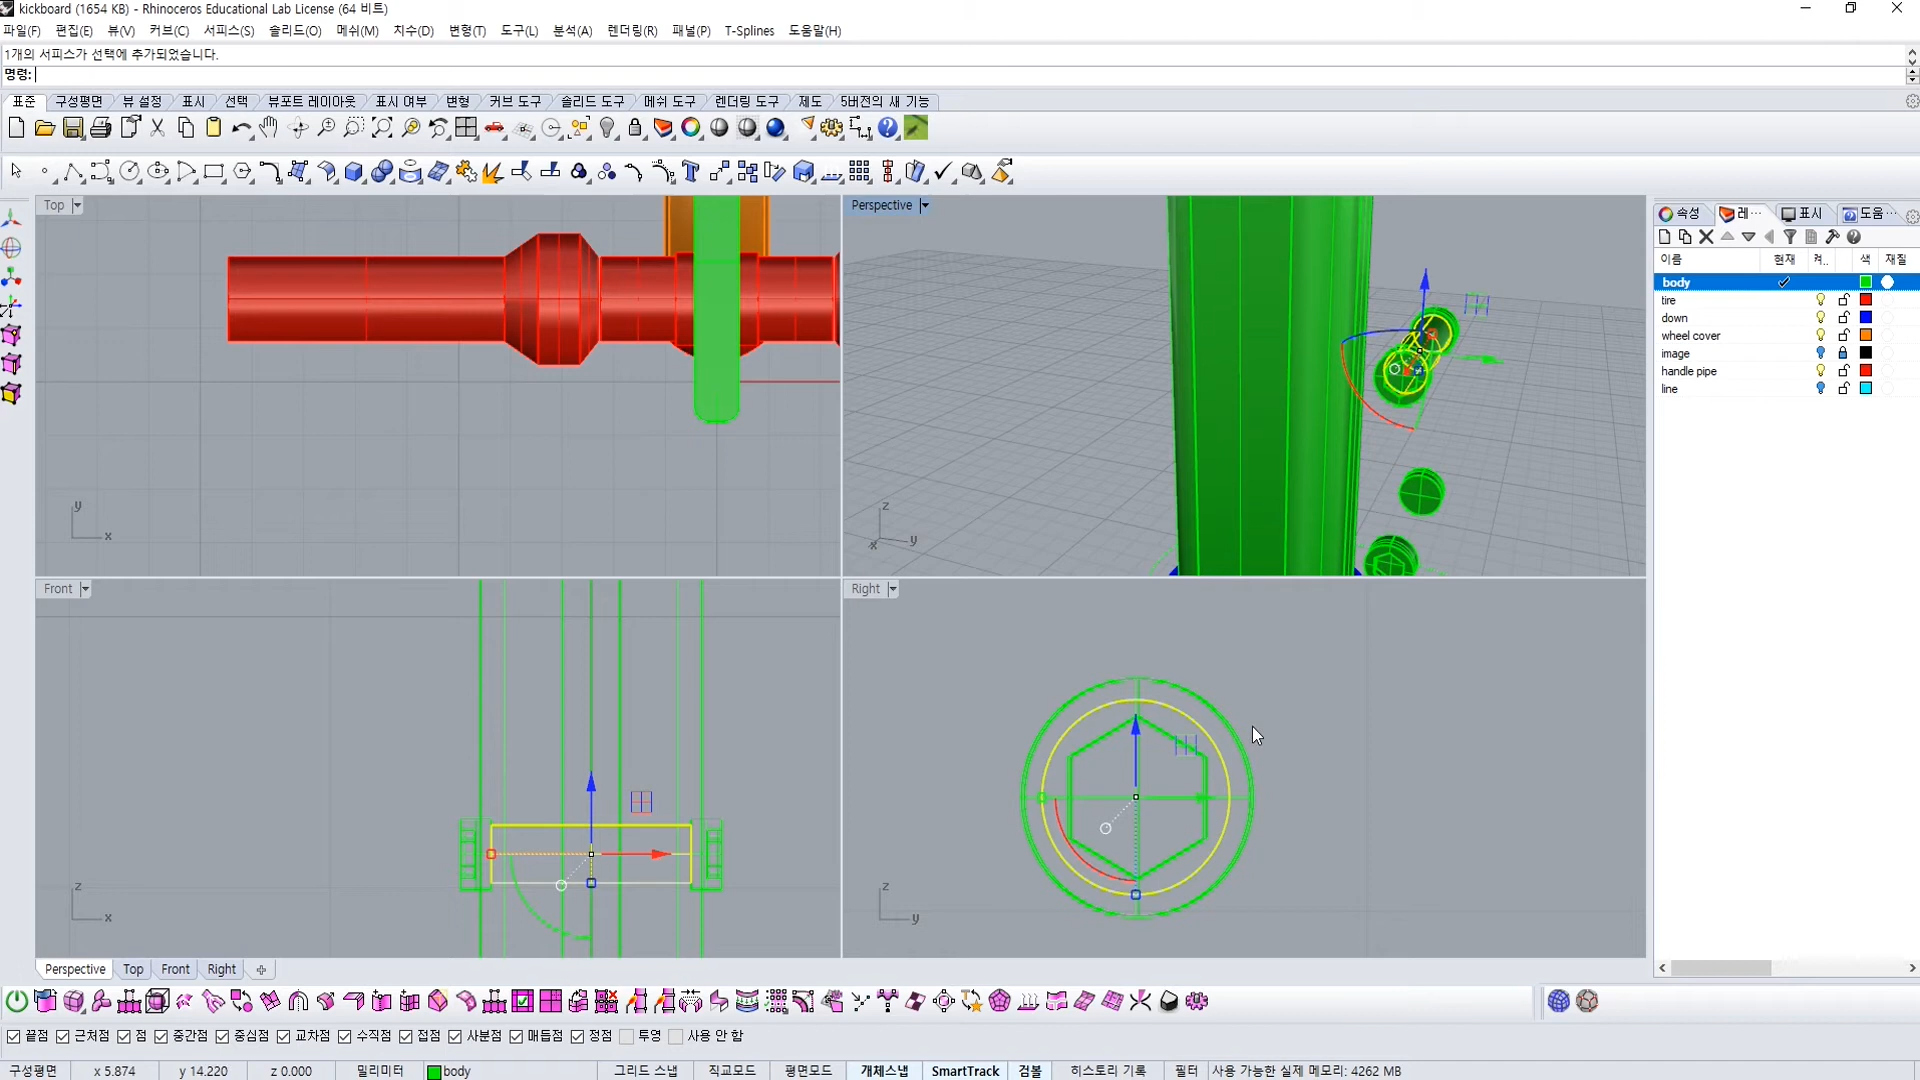 kickboard (1654 KB) - Rhinoceros Educational Lab License (64 비트)
파일(F) 편집(E) 뷰(V) 커브(C) 서피스(S) 솔리드(O) 메쉬(M) 치수(D) 변형(T) 도구(L) 분석(A) 렌더링(R) 패널(P) T-Splines 도움말(H)
1개의 서피스가 선택에 추가되었습니다.
명령:
표준 구성평면 뷰 설정 표시 선택 뷰포트 레이아웃 표시 여부 변형 커브 도구 솔리드 도구 메쉬 도구 렌더링 도구 제도 5버전의 새 기능
Top
Perspective
속성 레… 표시 도움…
이름 현재 켜.. 색 재질
body
tire
down
wheel cover
image
handle pipe
line
y
x
z
y
x
Front
Right
z
x
z
y
Perspective Top Front Right
끝점 근처점 점 중간점 중심점 교차점 수직점 접점 사분점 매듭점 정점 투영 사용 안 함
구성평면 x 5.874 y 14.220 z 0.000 밀리미터 body 그리드 스냅 직교모드 평면모드 개체스냅 SmartTrack 검볼 히스토리 기록 필터 사용 가능한 실제 메모리: 4262 MB